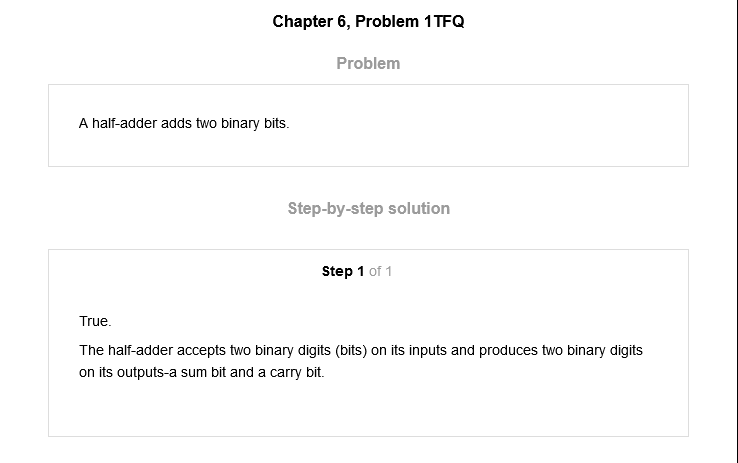 Chapter 6, Problem 1TFQ
Problem
A half-adder adds two binary bits.
Step-by-step solution
Step 1 of 1
True.
The half-adder accepts two binary digits (bits) on its inputs and produces two binary digits
on its outputs-a sum bit and a carry bit.